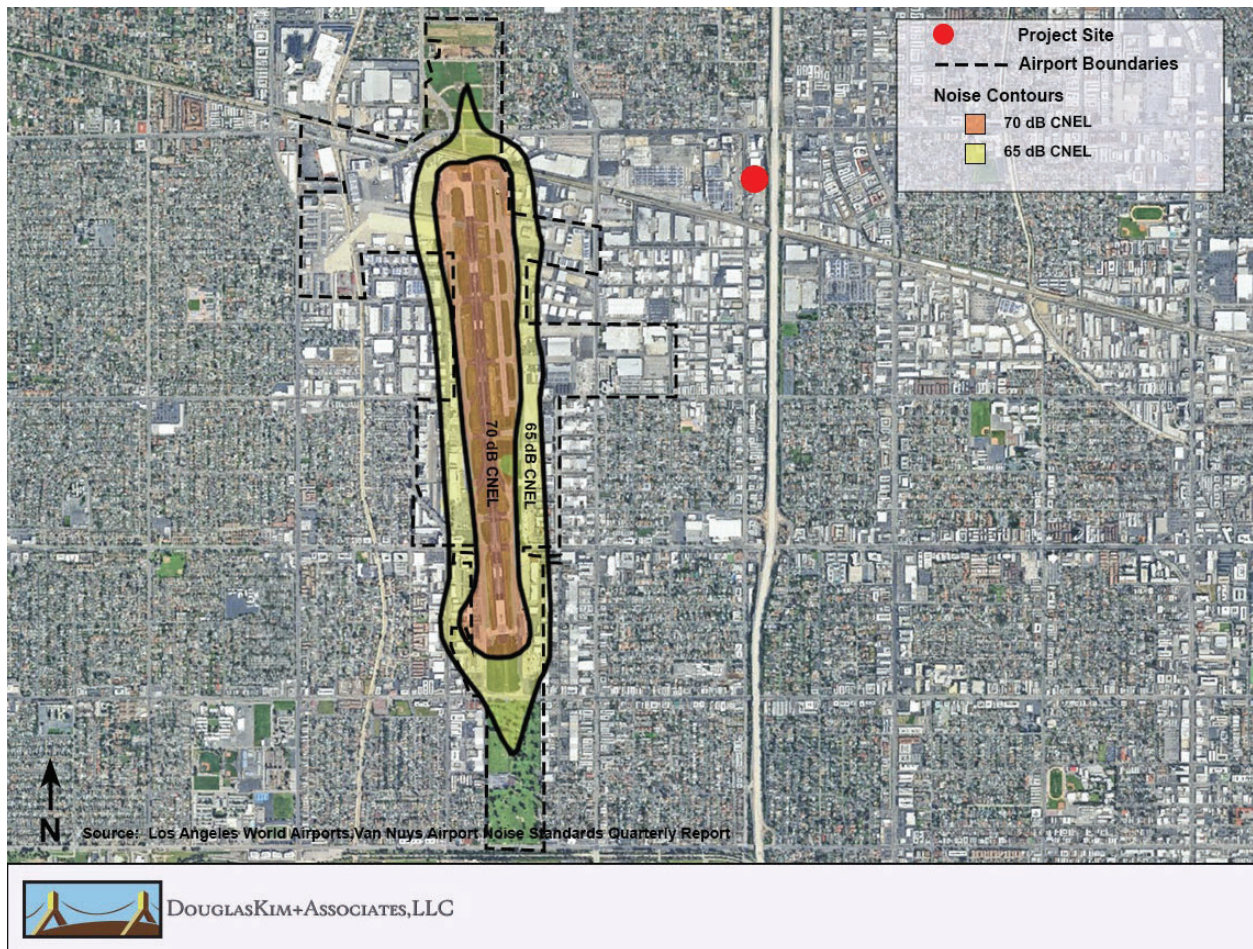 Project Site
Airport Boundaries
Noise Contours
70 dB CNEL
65 dB CNEL
70 dB CNEL
65 dB CNEL
N
Source: Los Angeles World Airports,Van Nuys Airport Noise Standards Quarterly Report
DouglasKim+Associates,LLC